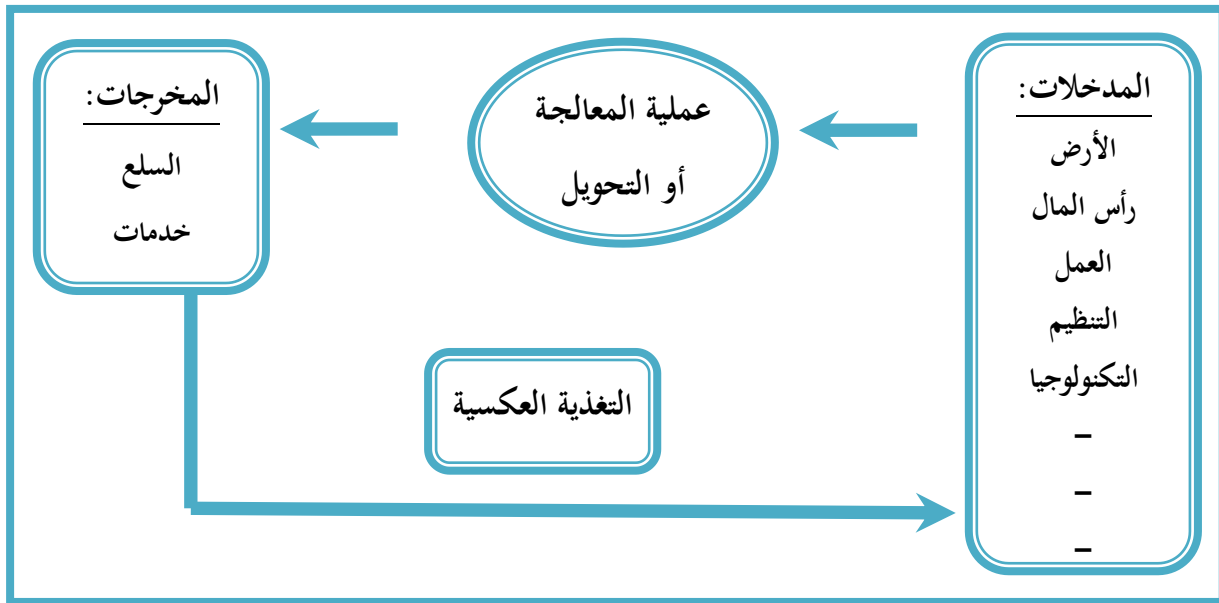 المدخلات:
الأرض
رأس المال
العمل
التنظيم
التكنولوجيا
–
–
–
عملية المعالجة
أو التحويل
المخرجات:
السلع
خدمات
التغذية العكسية